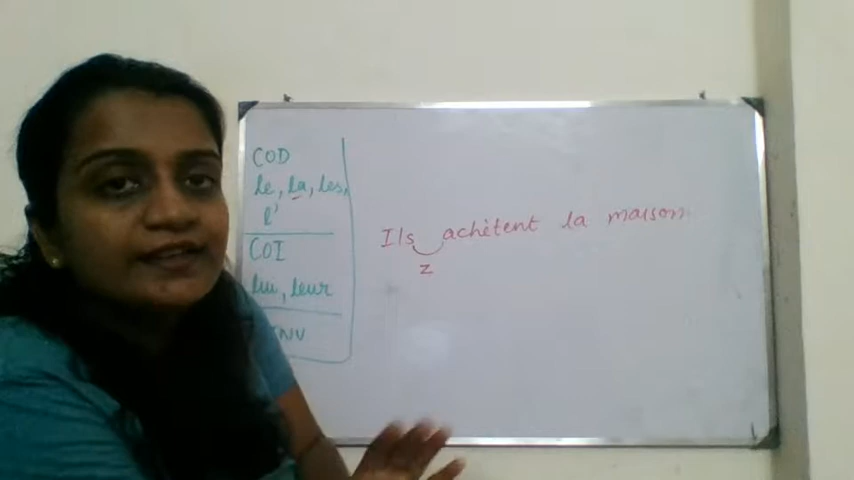 COD
le, la, les,
l'
COI
lui, leur
Ils achètent la maison
z